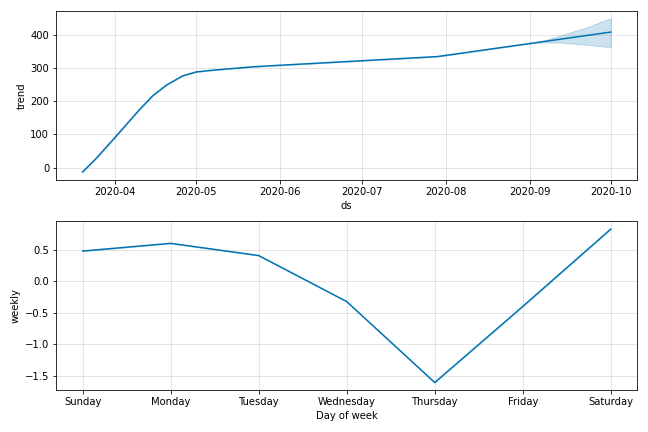 400
300
200
100
0
trend
2020-04 2020-05 2020-06 2020-07 2020-08 2020-09 2020-10
ds
0.5
0.0
−0.5
−1.0
−1.5
weekly
Sunday Monday Tuesday Wednesday Thursday Friday Saturday
Day of week